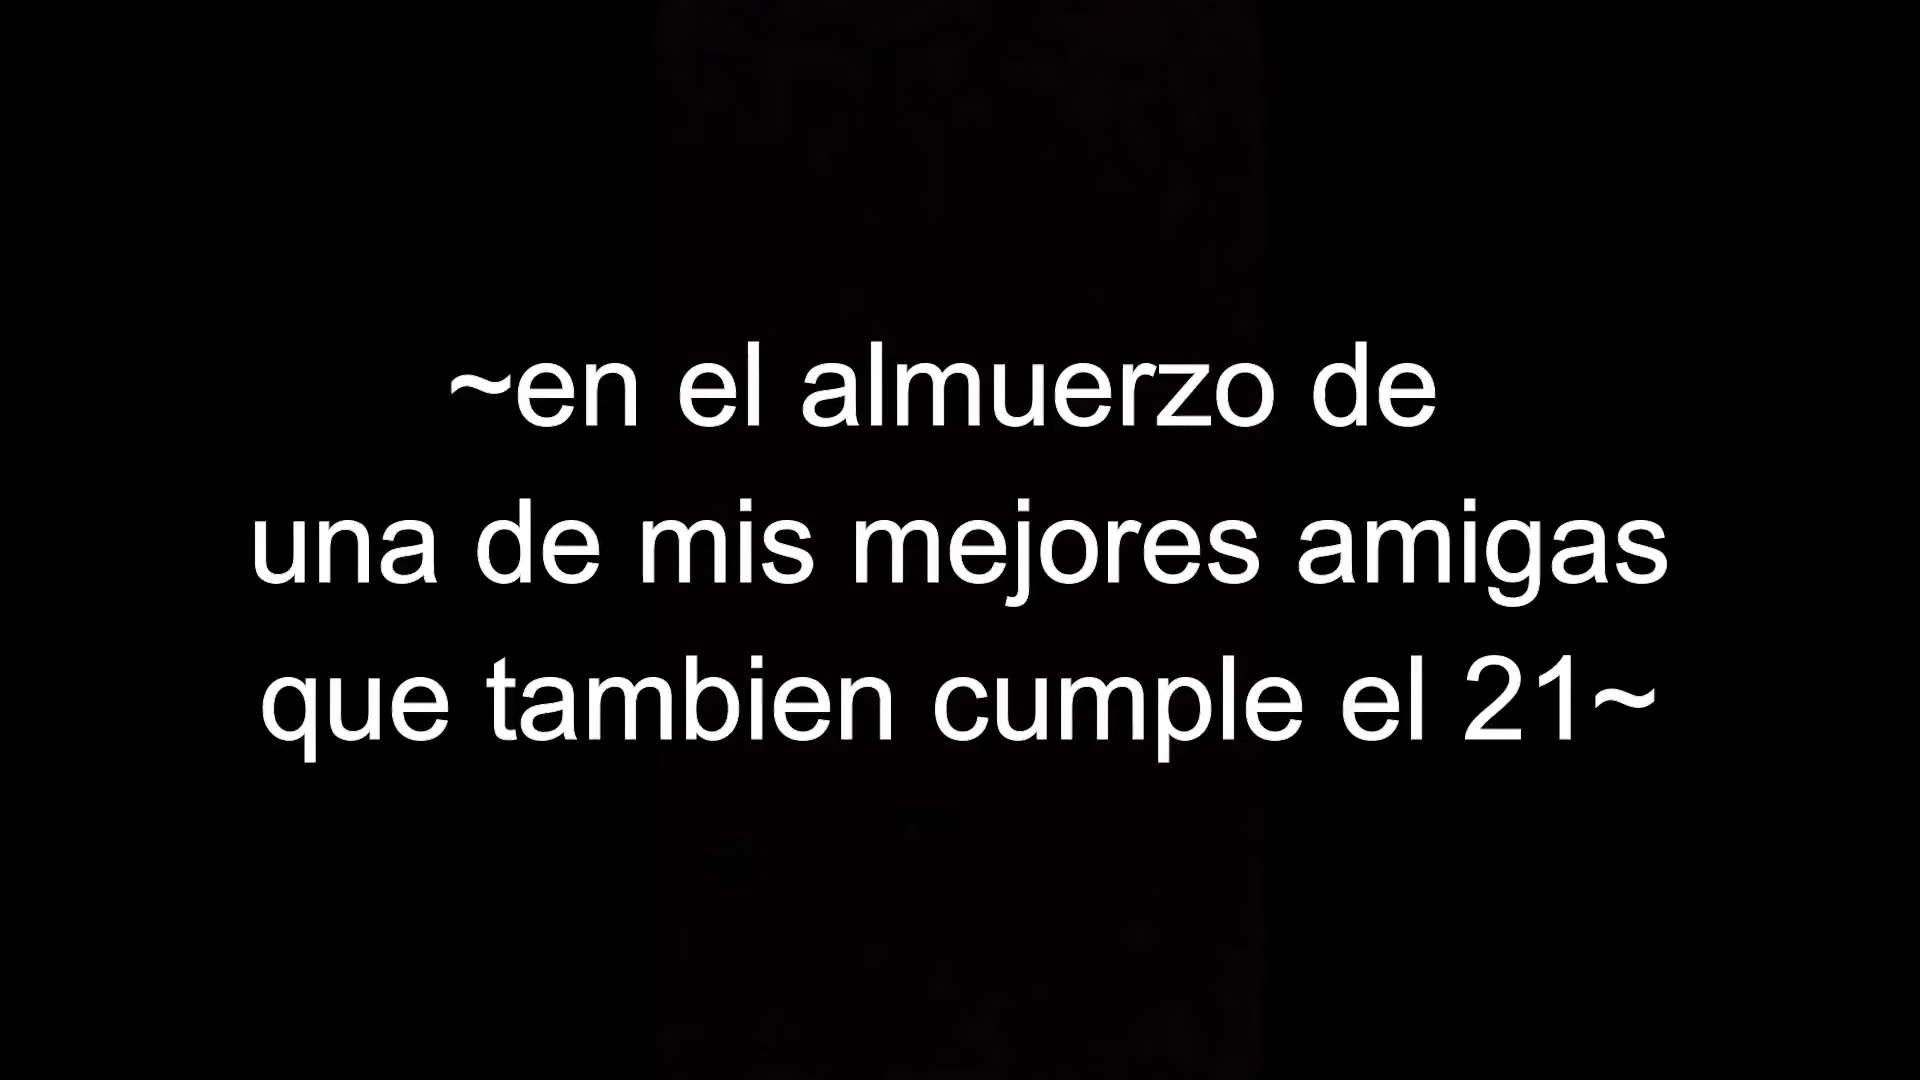 ~en el almuerzo de
una de mis mejores amigas
que tambien cumple el 21~